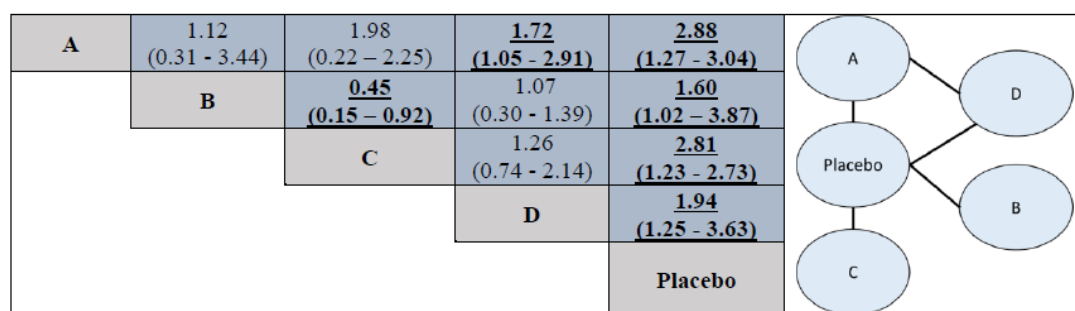 A
1.12
(0.31 - 3.44)
1.98
(0.22 – 2.25)
1.72
(1.05 - 2.91)
2.88
(1.27 - 3.04)
B
0.45
(0.15 – 0.92)
1.07
(0.30 - 1.39)
1.60
(1.02 – 3.87)
C
1.26
(0.74 - 2.14)
2.81
(1.23 - 2.73)
D
1.94
(1.25 - 3.63)
Placebo
A
D
Placebo
B
C